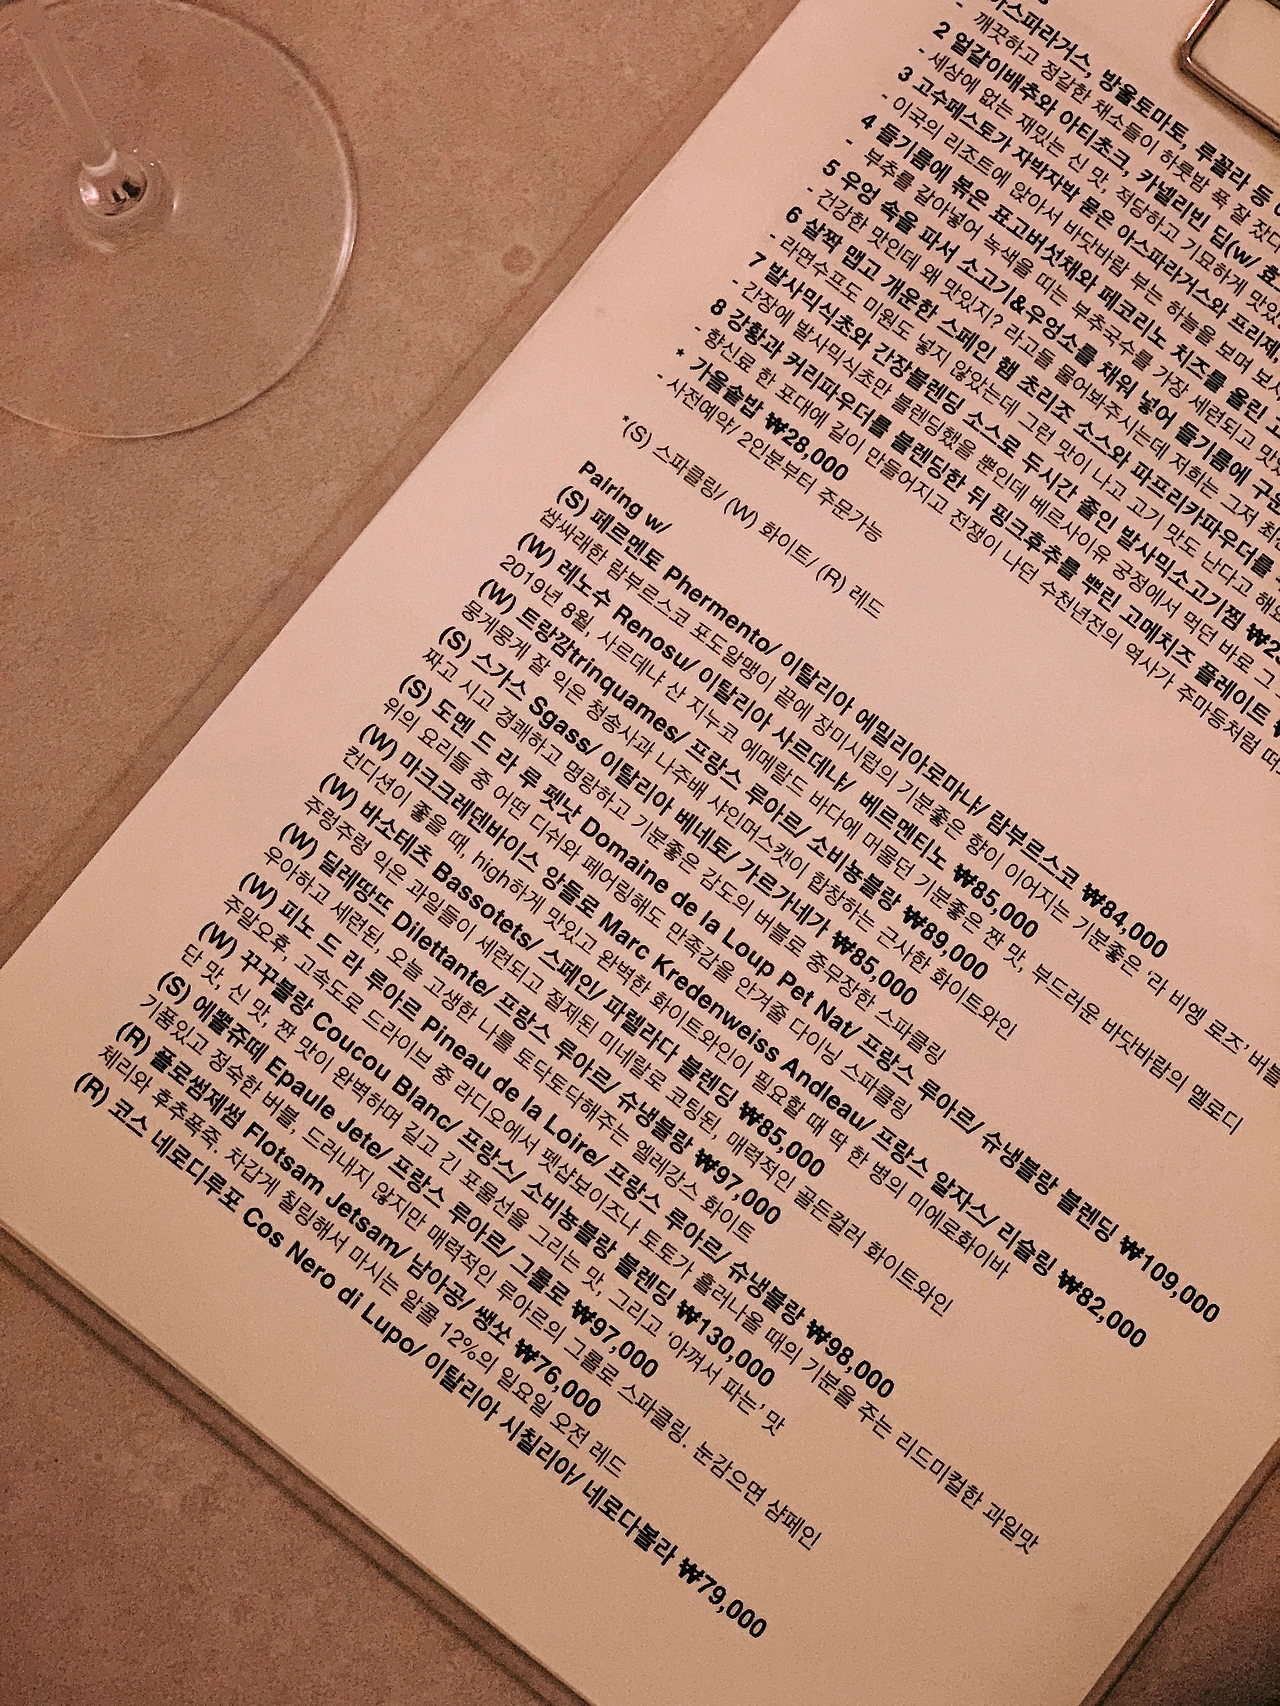 아스파라거스, 방울토마토, 루꼴라 등
- 깨끗하고 정갈한 채소들이 하룻밤 푹 잘 잤다
2 얼갈이배추와 아티초크, 카넬리빈 딥(w/
- 세상에 없는 재밌는 신 맛, 적당하고 기묘하게 맛있
3 고수페스토가 자박자박 묻은 아스파라거스와 프리제,
- 이국의 리조트에 앉아서 바닷바람 부는 하늘을 보며
4 들기름에 볶은 표고버섯채와 페코리노 치즈를 올린
- 부추를 갈아넣어 녹색을 띠는 부추국수를 가장 세련되고
5 우엉 속을 파서 소고기&우엉소를 채워 넣어 들기름에 구운
- 건강한 맛인데 왜 맛있지? 라고들 물어봐주시는데 저희는 그저
6 살짝 맵고 개운한 스페인 햄 초리조 소스와 파프리카파우더를
- 라면수프도 미원도 넣지 않았는데 그런 맛이 나고 고기 맛도 난다고
7 발사믹식초와 간장블렌딩 소스로 두시간 졸인 발사믹소고기찜
- 간장에 발사믹식초만 블렌딩했을 뿐인데 베르사이유 궁정에서 먹던 바로 그
8 강황과 커리파우더를 블렌딩한 뒤 핑크후추를 뿌린 고메치즈 플레이트
- 향신료 한 포대에 길이 만들어지고 전쟁이 나던 수천년전의 역사가 주마등처럼
* 가을솥밥 ₩28,000
- 사전예약/ 2인분부터 주문가능
*(S) 스파클링/ (W) 화이트/ (R) 레드
Pairing w/
(S) 페르멘토 Phermento/ 이탈리아 에밀리아로마냐/ 람부르스코 ₩84,000
쌉싸래한 람부르스코 포도알맹이 끝에 장미시럽의 기분좋은 향이 이어지는 기분좋은 '라 비엥 로즈' 버블
(W) 레노수 Renosu/ 이탈리아 사르데냐/ 베르멘티노 ₩85,000
2019년 8월, 사르데냐 산 지누코 에메랄드 바다에 머물던 기분좋은 짠 맛, 부드러운 바닷바람의 멜로디
(W) 트랑깜trinquames/ 프랑스 루아르/ 소비뇽블랑 ₩89,000
뭉게뭉게 잘 익은 청송사과 나주배 샤인머스캣이 합창하는 근사한 화이트와인
(S) 스가스 Sgass/ 이탈리아 베네토/ 가르가네가 ₩85,000
짜고 시고 경쾌하고 명랑하고 기분좋은 감도의 버블로 중무장한 스파클링
(S) 도멘 드 라 루 펫낫 Domaine de la Loup Pet Nat/ 프랑스 루아르/ 슈냉블랑 블렌딩 ₩109,000
위의 요리들 중 어떤 디쉬와 페어링해도 만족감을 안겨줄 다이닝 스파클링
(W) 마크크레덴바이스 앙들로 Marc Kredenweiss Andleau/ 프랑스 알자스/ 리슬링 ₩82,000
컨디션이 좋을 때, high하게 맛있고 완벽한 화이트와인이 필요할 때 딱 한 병의 미에로화이바
(W) 바소테츠 Bassotets/ 스페인/ 파렐라다 블렌딩 ₩85,000
주렁주렁 익은 과일들이 세련되고 절제된 미네랄로 코팅된, 매력적인 골든컬러 화이트와인
(W) 딜레땅뜨 Dilettante/ 프랑스 루아르/ 슈냉블랑 ₩97,000
우아하고 세련된, 오늘 고생한 나를 토닥토닥해주는 엘레강스 화이트
(W) 피노 드 라 루아르 Pineau de la Loire/ 프랑스 루아르/ 슈냉블랑 ₩98,000
주말오후, 고속도로 드라이브 중 라디오에서 펫샵보이즈나 토토가 흘러나올 때의 기분을 주는 리드미컬한 과일맛
(W) 꾸꾸블랑 Coucou Blanc/ 프랑스/ 소비뇽블랑 블렌딩 ₩130,000
단 맛, 신 맛, 짠 맛이 완벽하며 길고 긴 포물선을 그리는 맛, 그리고 '아껴서 파는' 맛
(S) 에뽈쥬떼 Epaule Jete/ 프랑스 루아르/ 그롤로 ₩97,000
기품있고 정숙한 버블, 드러내지 않지만 매력적인 루아르의 그롤로 스파클링. 눈감으면 샴페인
(R) 플로썸제썸 Flotsam Jetsam/ 남아공/ 쌩쏘 ₩76,000
체리와 후추폭죽. 차갑게 칠링해서 마시는 알콜 12%의 일요일 오전 레드
(R) 코스 네로디루포 Cos Nero di Lupo/ 이탈리아 시칠리아/ 네로다볼라 ₩79,000